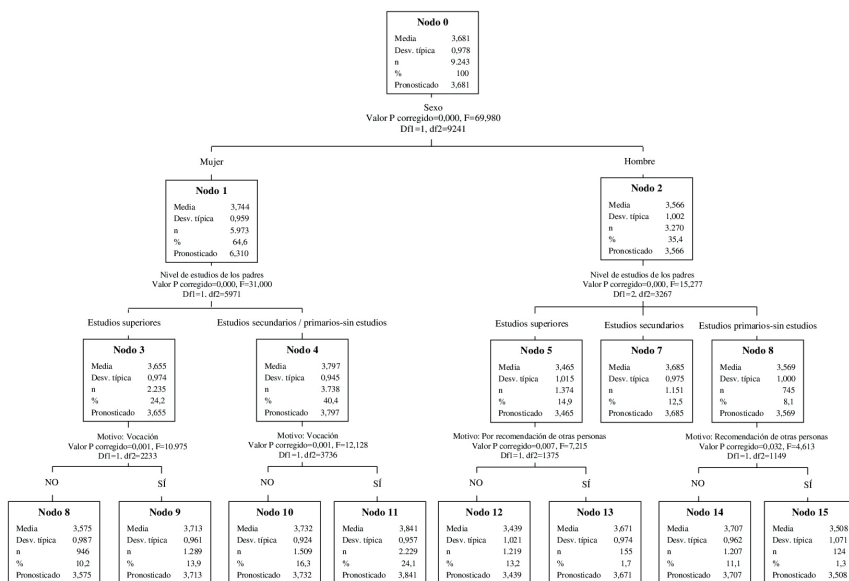 Nodo 0
Media 3,681
Desv. típica 0,978
n 9.243
% 100
Pronosticado 3,681
Sexo
Valor P corregido=0,000, F=69,980
Df1=1, df2=9241
Mujer
Hombre
Nodo 1
Media 3,744
Desv. típica 0,959
n 5.973
% 64,6
Pronosticado 6,310
Nodo 2
Media 3,566
Desv. típica 1,002
n 3.270
% 35,4
Pronosticado 3,566
Nivel de estudios de los padres
Valor P corregido=0,000, F=31,000
Df1=1, df2=5971
Nivel de estudios de los padres
Valor P corregido=0,000, F=15,277
Df1=2, df2=3267
Estudios superiores
Estudios secundarios / primarios-sin estudios
Estudios superiores
Estudios secundarios
Estudios primarios-sin estudios
Nodo 3
Media 3,655
Desv. típica 0,974
n 2.235
% 24,2
Pronosticado 3,655
Nodo 4
Media 3,797
Desv. típica 0,945
n 3.738
% 40,4
Pronosticado 3,797
Nodo 5
Media 3,465
Desv. típica 1,015
n 1.374
% 14,9
Pronosticado 3,465
Nodo 7
Media 3,685
Desv. típica 0,975
n 1.151
% 12,5
Pronosticado 3,685
Nodo 8
Media 3,569
Desv. típica 1,000
n 745
% 8,1
Pronosticado 3,569
Motivo: Vocación
Valor P corregido=0,001, F=10.975
Df1=1, df2=2233
Motivo: Vocación
Valor P corregido=0,001, F=12,128
Df1=1, df2=3736
Motivo: Por recomendación de otras personas
Valor P corregido=0,007, F=7,215
Df1=1, df2=1375
Motivo: Recomendación de otras personas
Valor P corregido=0,032, F=4,613
Df1=1, df2=1149
NO
SÍ
NO
SÍ
NO
SÍ
NO
SÍ
Nodo 8
Media 3,575
Desv. típica 0,987
n 946
% 10,2
Pronosticado 3,575
Nodo 9
Media 3,713
Desv. típica 0,961
n 1.289
% 13,9
Pronosticado 3,713
Nodo 10
Media 3,732
Desv. típica 0,924
n 1.509
% 16,3
Pronosticado 3,732
Nodo 11
Media 3,841
Desv. típica 0,957
n 2.229
% 24,1
Pronosticado 3,841
Nodo 12
Media 3,439
Desv. típica 1,021
n 1.219
% 13,2
Pronosticado 3,439
Nodo 13
Media 3,671
Desv. típica 0,974
n 155
% 1,7
Pronosticado 3,671
Nodo 14
Media 3,707
Desv. típica 0,962
n 1.207
% 11,1
Pronosticado 3,707
Nodo 15
Media 3,508
Desv. típica 1,071
n 124
% 1,3
Pronosticado 3,508